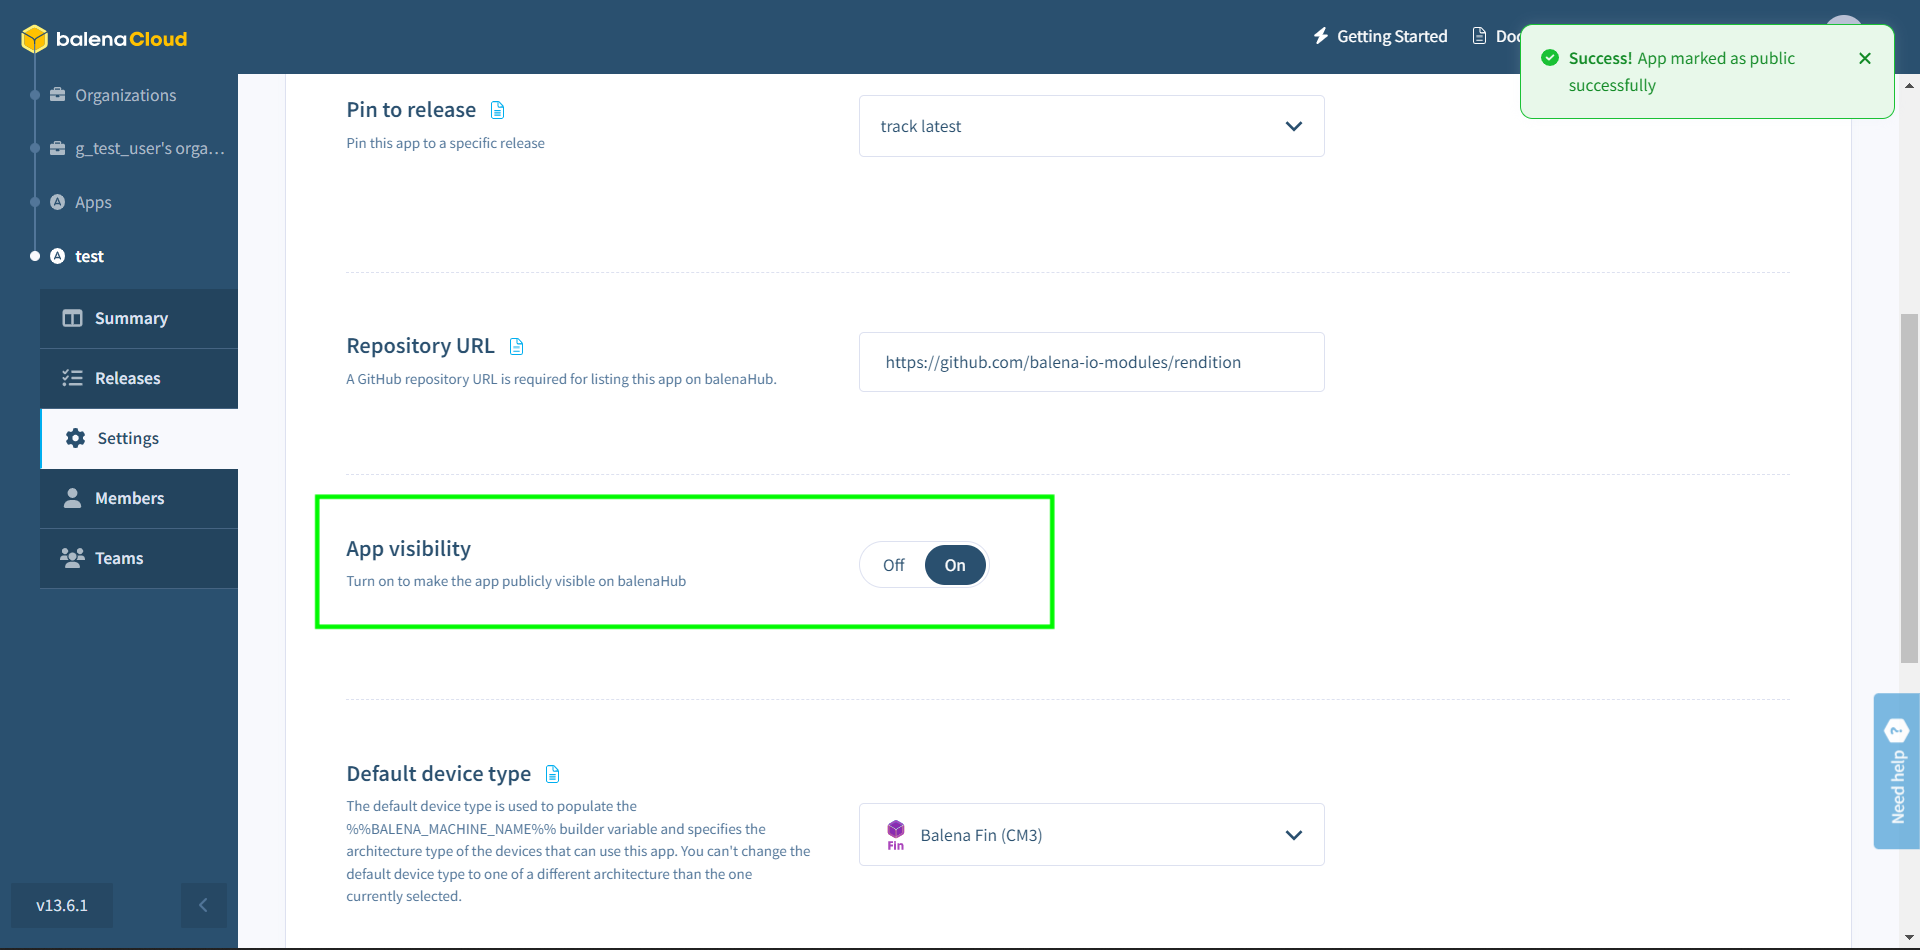 balenaCloud
Getting Started
Success! App marked as public
successfully
Organizations
g_test_user's orga...
Apps
test
Summary
Releases
Settings
Members
Teams
v13.6.1
Pin to release
Pin this app to a specific release
track latest
Repository URL
A GitHub repository URL is required for listing this app on balenaHub.
https://github.com/balena-io-modules/rendition
App visibility
Turn on to make the app publicly visible on balenaHub
Off
On
Default device type
The default device type is used to populate the
%%BALENA_MACHINE_NAME%% builder variable and specifies the
architecture type of the devices that can use this app. You can't change the
default device type to one of a different architecture than the one
currently selected.
Fin
Balena Fin (CM3)
Need help
?